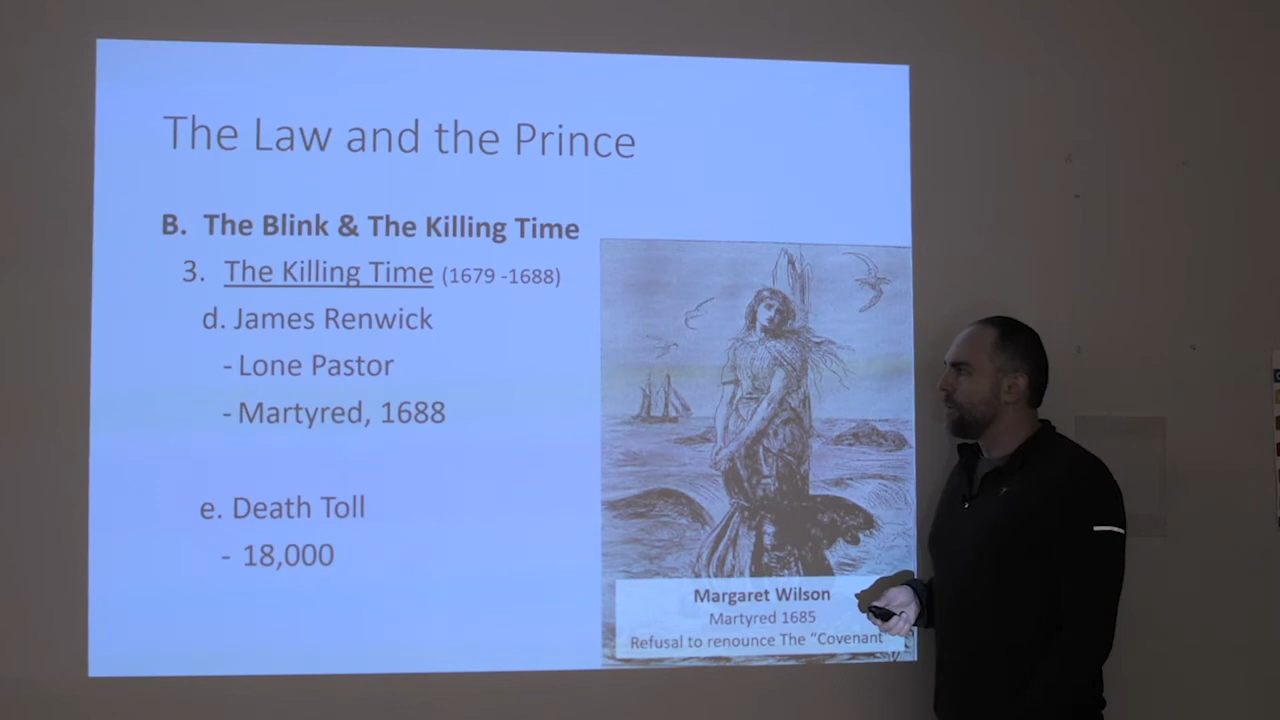 The Law and the Prince
B. The Blink & The Killing Time
3. The Killing Time (1679 -1688)
d. James Renwick
- Lone Pastor
- Martyred, 1688
e. Death Toll
- 18,000
Margaret Wilson
Martyred 1685
Refusal to renounce The “Covenant